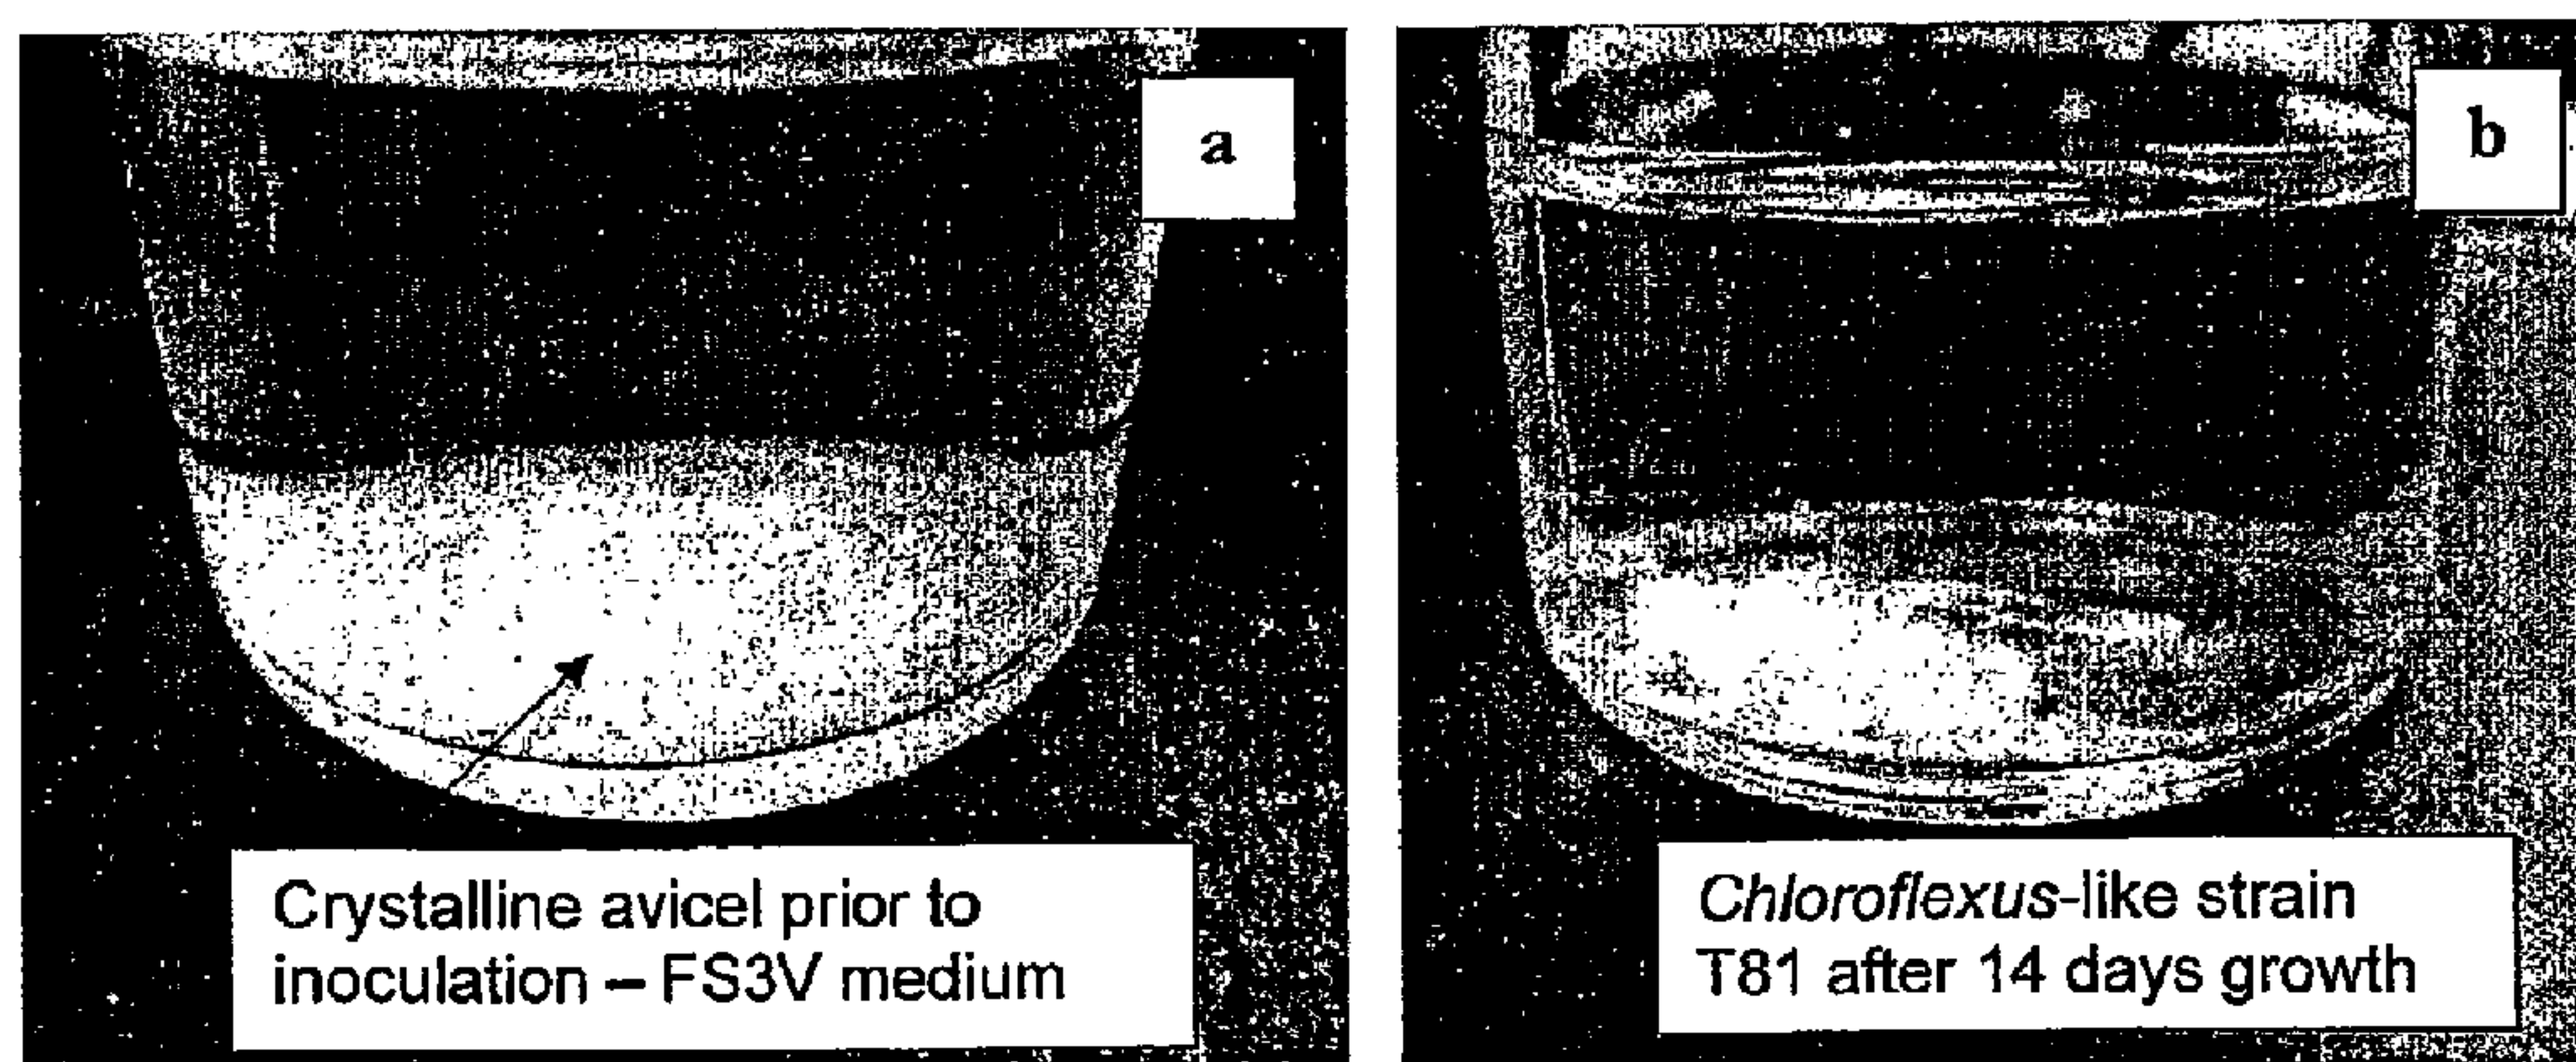 a
b
Crystalline avicel prior to
inoculation – FS3V medium
Chloroflexus-like strain
T81 after 14 days growth